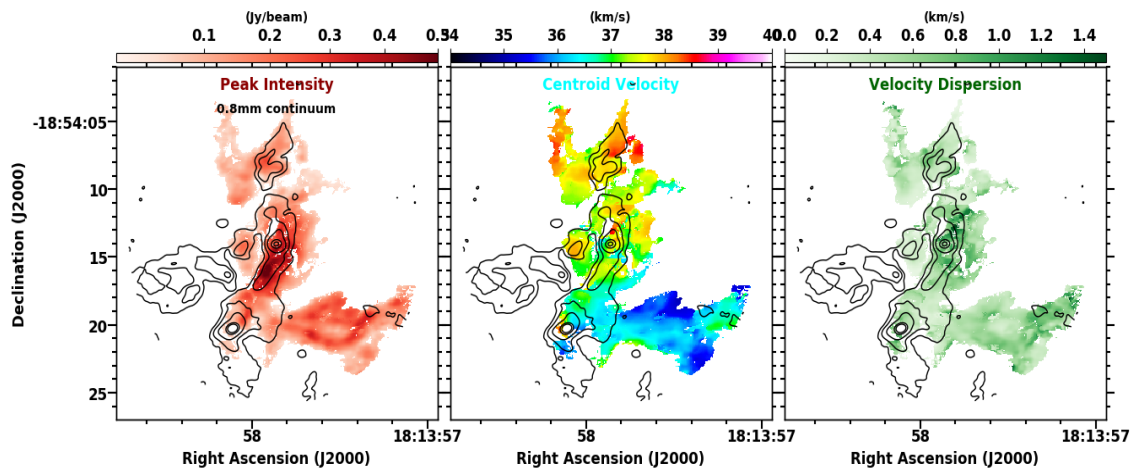 (Jy/beam) (km/s) (km/s)
0.1 0.2 0.3 0.4 0.5 34 35 36 37 38 39 40 0.0 0.2 0.4 0.6 0.8 1.0 1.2 1.4
Peak Intensity Centroid Velocity Velocity Dispersion
0.8mm continuum
-18:54:05
10
15
20
25
Declination (J2000)
58 18:13:57 58 18:13:57 58 18:13:57
Right Ascension (J2000) Right Ascension (J2000) Right Ascension (J2000)